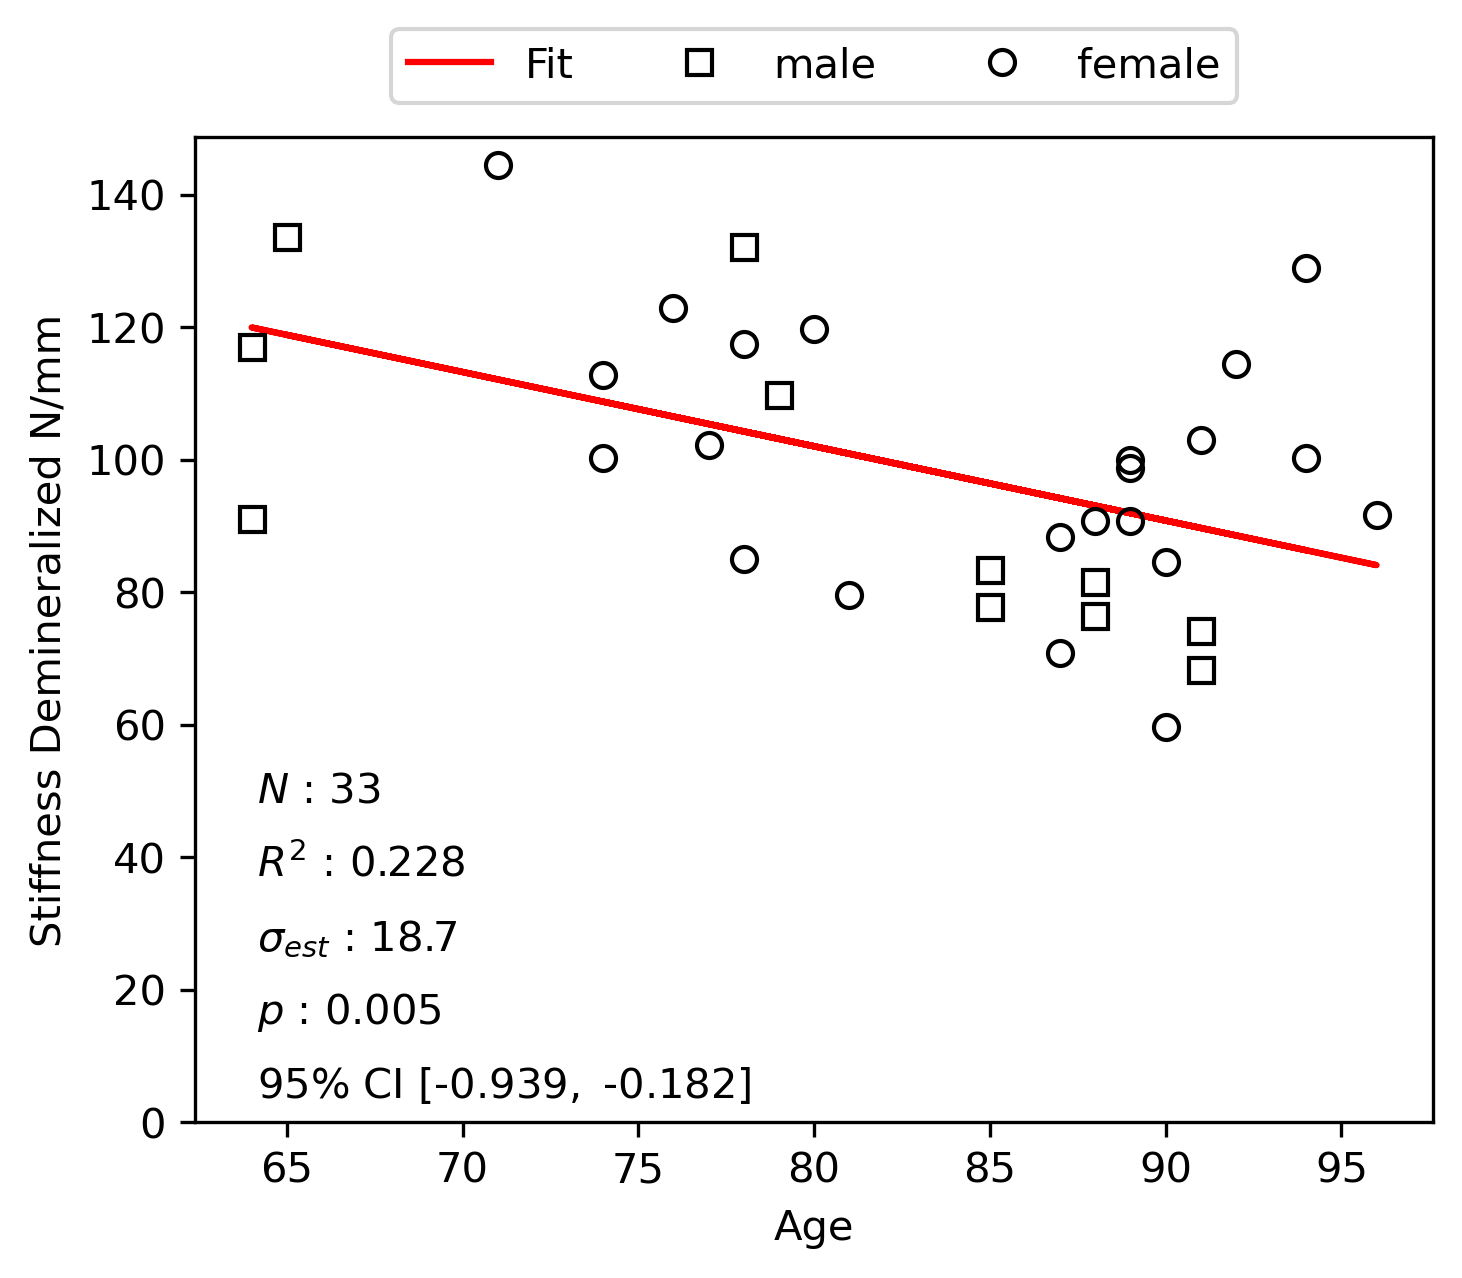 Fit male female
Stiffness Demineralized N/mm
140
120
100
80
60
40
20
0
N : 33
R² : 0.228
σest : 18.7
p : 0.005
95% CI [-0.939, -0.182]
65 70 75 80 85 90 95
Age